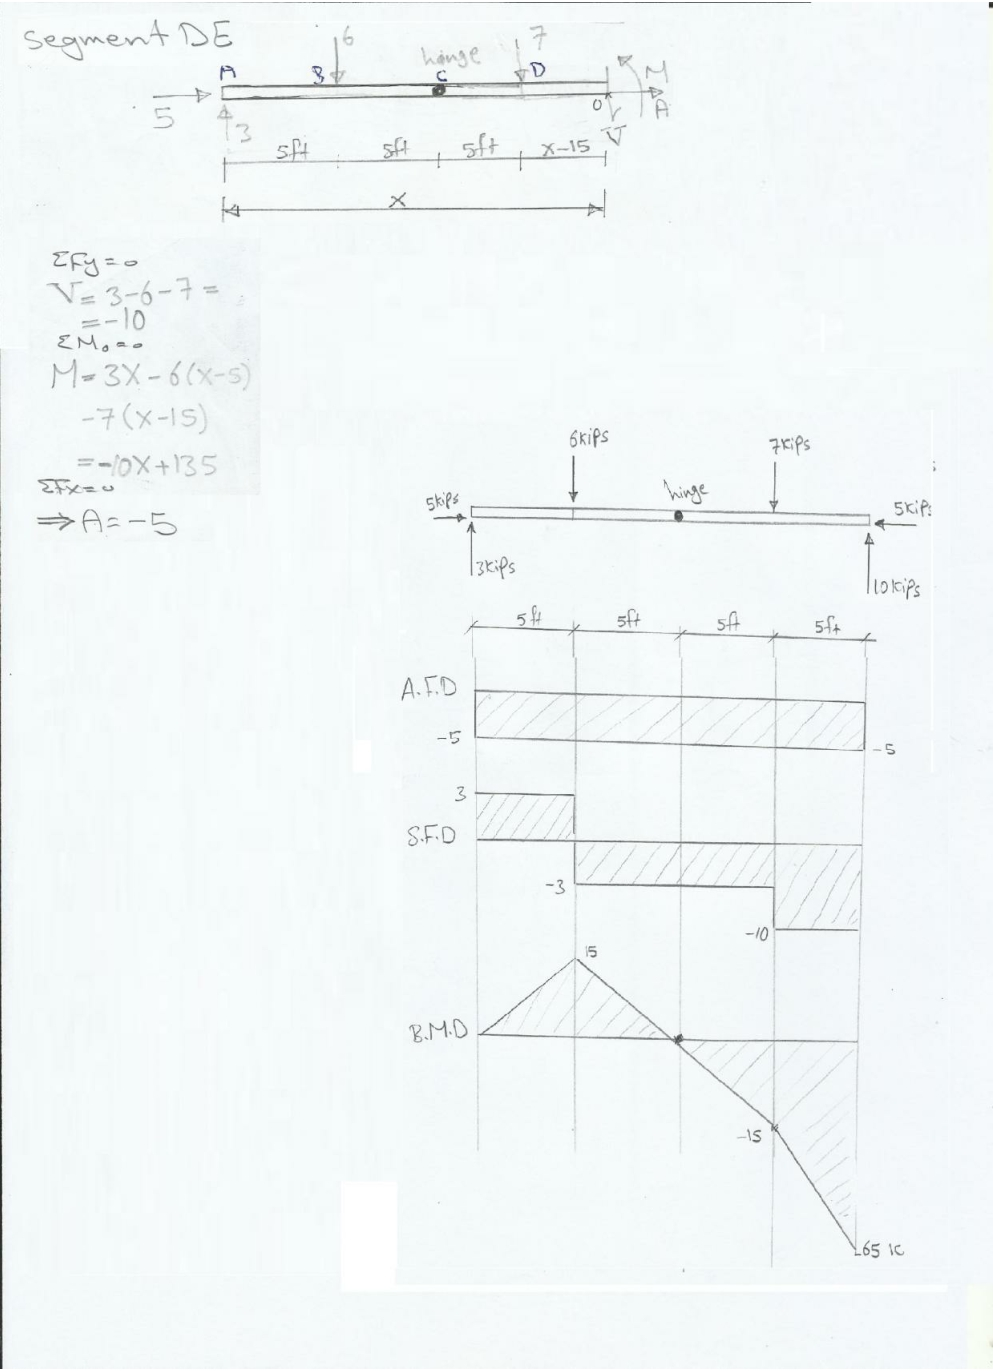 segment DE
6
7
hinge
A
B
C
D
M
5
3
O
V
A
5ft
5ft
5ft
x-15
x
ΣFy=0
V=3-6-7=
=-10
ΣMo=0
M=3x-6(x-5)
-7(x-15)
=-10x+135
ΣFx=0
⇒A=-5
6kips
7kips
hinge
5kips
5kips
3kips
10kips
5ft
5ft
5ft
5ft
A.F.D
-5
-5
3
S.F.D
-3
-10
15
B.M.D
-15
-65